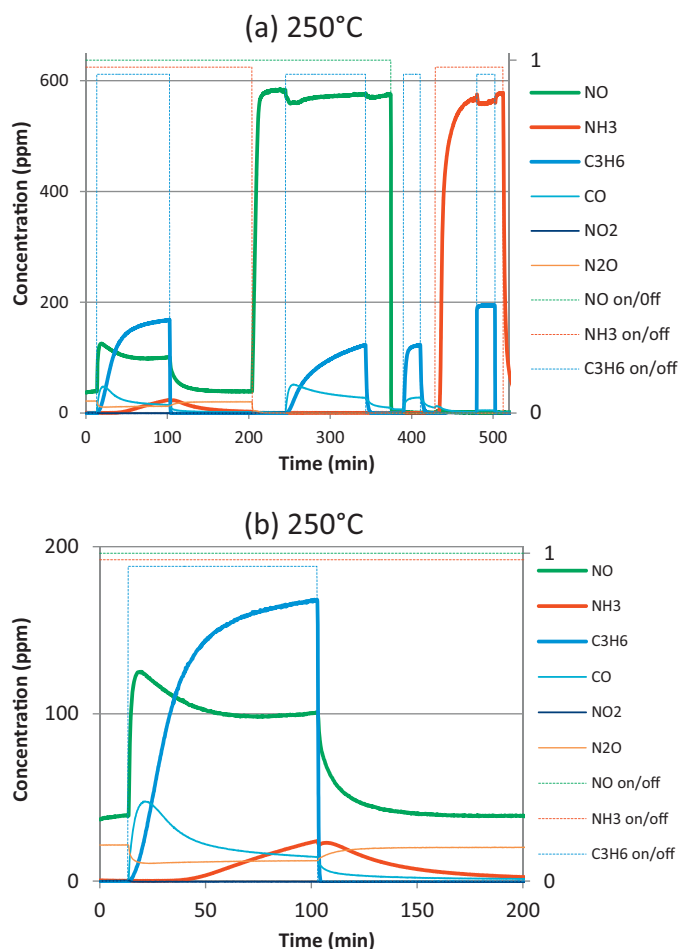 (a) 250°C
Concentration (ppm)
600
400
200
0
1
0
0
100
200
300
400
500
Time (min)
NO
NH3
C3H6
CO
NO2
N2O
NO on/0ff
NH3 on/off
C3H6 on/off
(b) 250°C
Concentration (ppm)
200
100
0
1
0
0
50
100
150
200
Time (min)
NO
NH3
C3H6
CO
NO2
N2O
NO on/off
NH3 on/off
C3H6 on/off